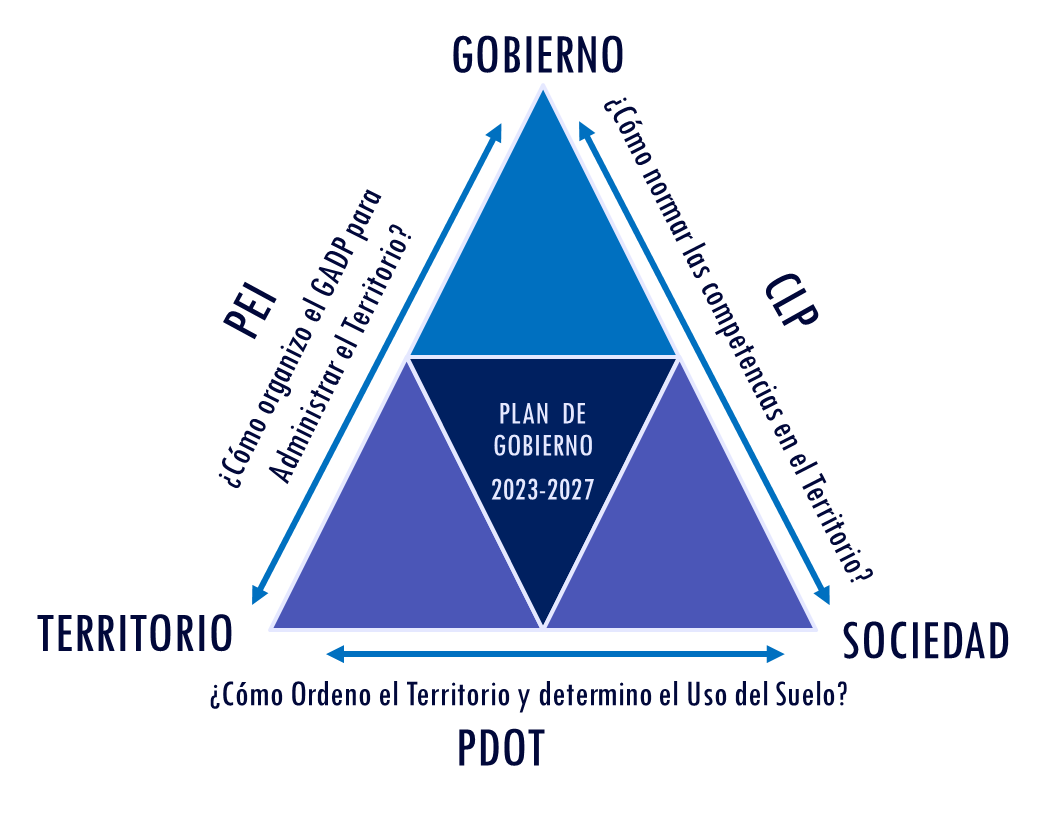 GOBIERNO
¿Cómo normar las competencias en el Territorio?
CLP
PEI
¿Cómo organizo el GADP para
Administrar el Territorio?
PLAN DE
GOBIERNO
2023-2027
TERRITORIO
SOCIEDAD
¿Cómo Ordeno el Territorio y determino el Uso del Suelo?
PDOT